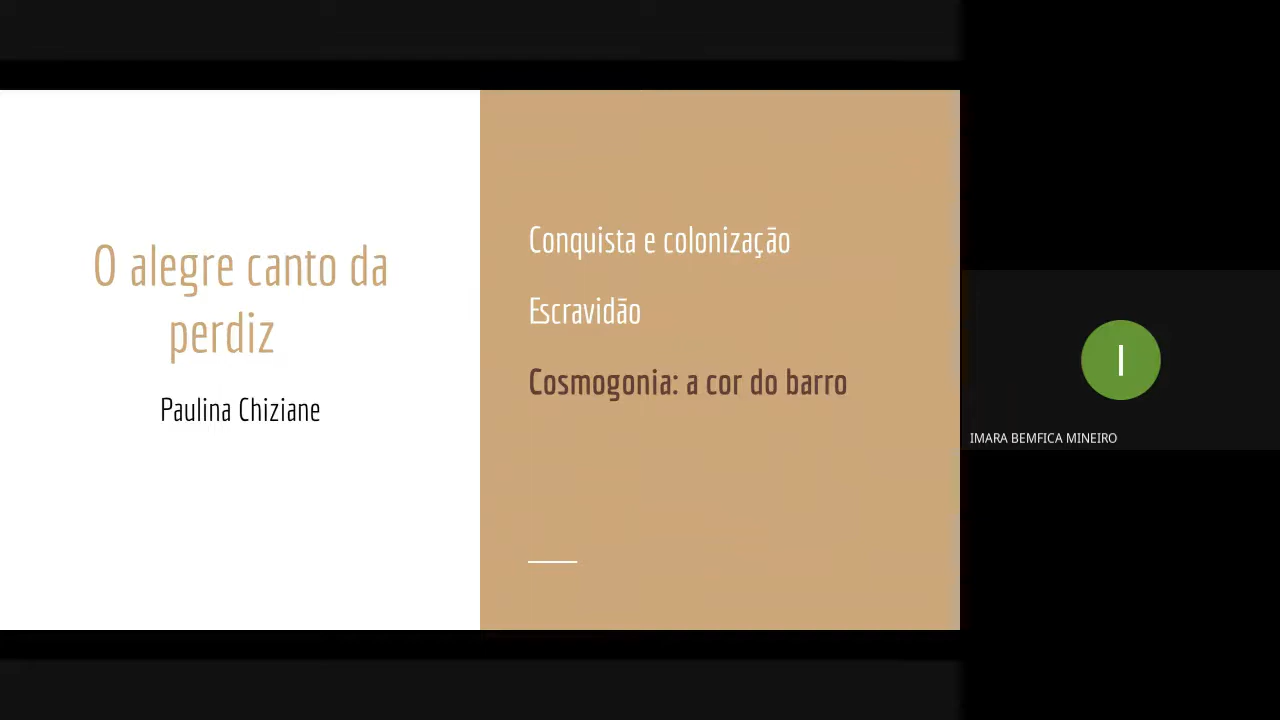 O alegre canto da
perdiz
Paulina Chiziane
Conquista e colonização
Escravidão
Cosmogonia: a cor do barro
I
IMARA BEMFICA MINEIRO